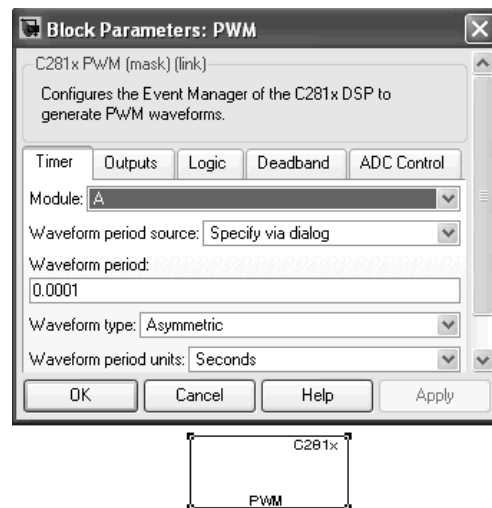 Block Parameters: PWM
C281x PWM (mask) (link)
Configures the Event Manager of the C281x DSP to
generate PWM waveforms.
Timer Outputs Logic Deadband ADC Control
Module: A
Waveform period source: Specify via dialog
Waveform period:
0.0001
Waveform type: Asymmetric
Waveform period units: Seconds
OK Cancel Help Apply
C281x
PWM